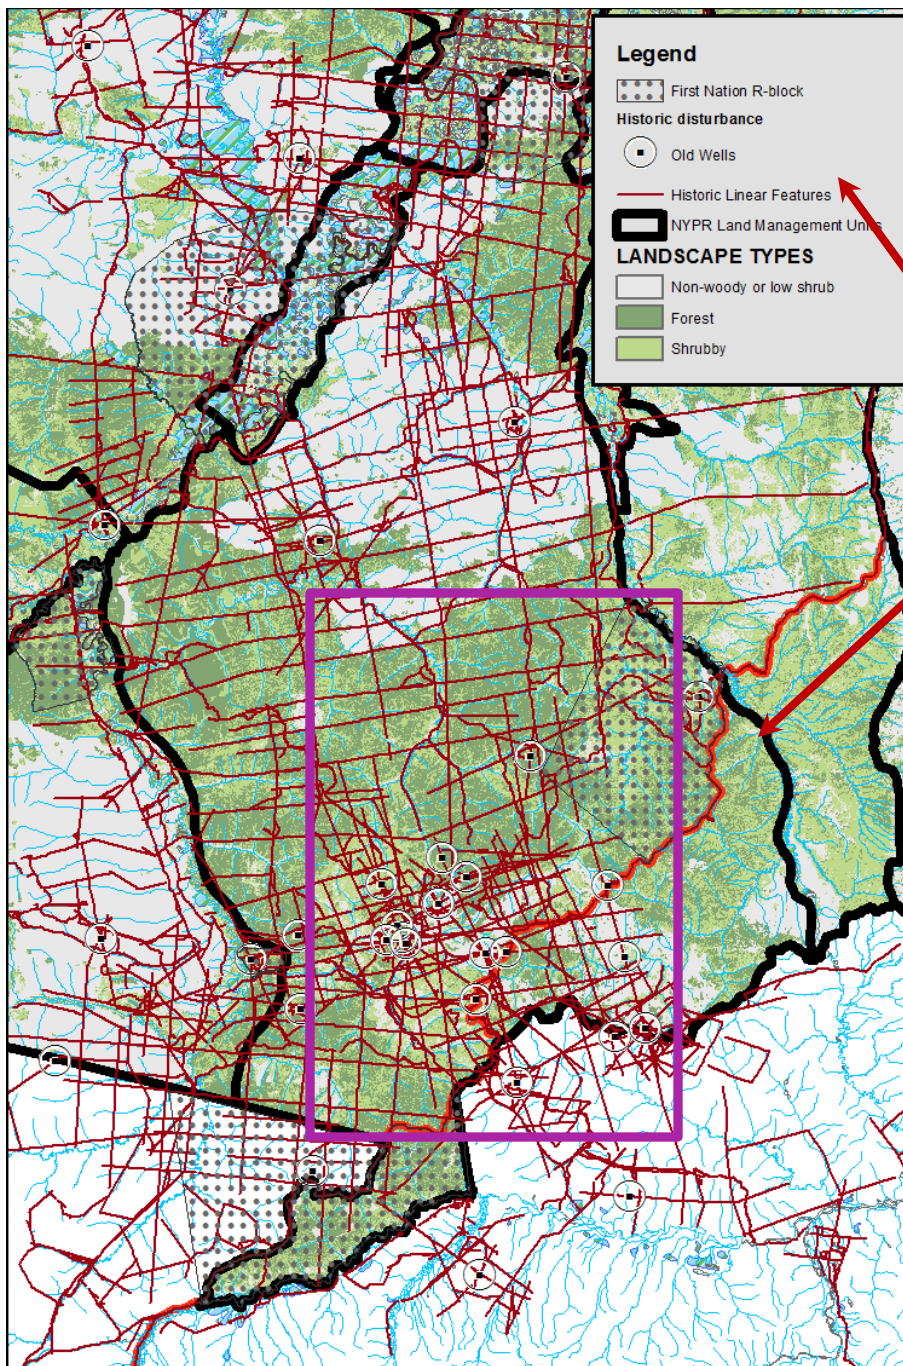 Legend
First Nation R-block
Historic disturbance
Old Wells
Historic Linear Features
NYPR Land Management Units
LANDSCAPE TYPES
Non-woody or low shrub
Forest
Shrubby